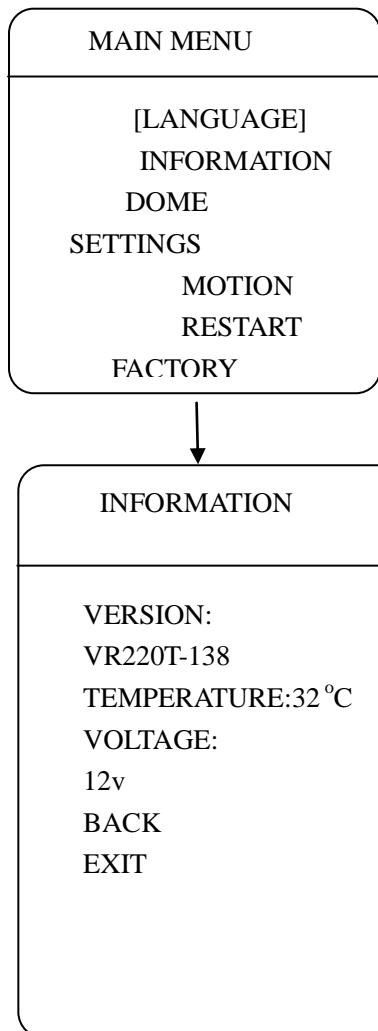 MAIN MENU
[LANGUAGE]
INFORMATION
DOME
SETTINGS
MOTION
RESTART
FACTORY
INFORMATION
VERSION:
VR220T-138
TEMPERATURE:32 °C
VOLTAGE:
12v
BACK
EXIT